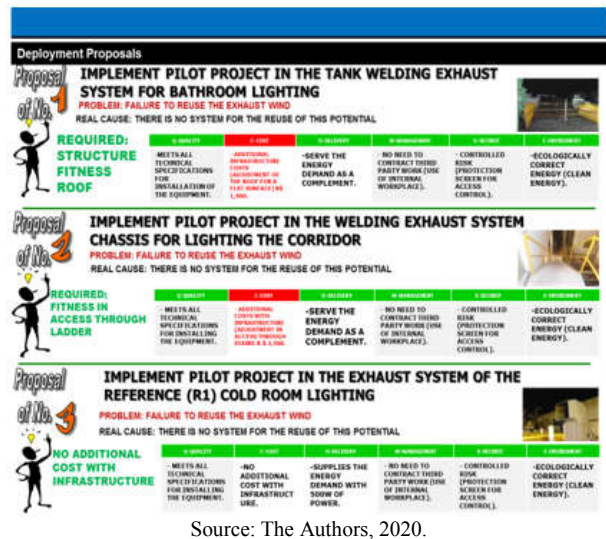 Deployment Proposals
Proposal
of No.
1
IMPLEMENT PILOT PROJECT IN THE TANK WELDING EXHAUST
SYSTEM FOR BATHROOM LIGHTING
PROBLEM: FAILURE TO REUSE THE EXHAUST WIND
REAL CAUSE: THERE IS NO SYSTEM FOR THE REUSE OF THIS POTENTIAL
REQUIRED:
STRUCTURE
FITNESS
ROOF
-MEETS ALL
TECHNICAL
SPECIFICATIONS
FOR
INSTALLATION OF
THE EQUIPMENT.
-ADDITIONAL
INFRASTRUCTURE
COSTS
-SERVE THE
ENERGY
DEMAND AS A
COMPLEMENT.
- NO NEED TO
CONTRACT THIRD
PARTY WORK (USE
OF INTERNAL
WORKPLACE).
- CONTROLLED
RISK
(PROTECTION
SCREEN FOR
ACCESS
CONTROL).
-ECOLOGICALLY
CORRECT
ENERGY (CLEAN
ENERGY).
Proposal
of No.
2
IMPLEMENT PILOT PROJECT IN THE WELDING EXHAUST SYSTEM
CHASSIS FOR LIGHTING THE CORRIDOR
PROBLEM: FAILURE TO REUSE THE EXHAUST WIND
REAL CAUSE: THERE IS NO SYSTEM FOR THE REUSE OF THIS POTENTIAL
REQUIRED:
FITNESS IN
ACCESS THROUGH
LADDER
- MEETS ALL
TECHNICAL
SPECIFICATIONS
FOR INSTALLING
THE EQUIPMENT.
-ADDITIONAL
COSTS WITH
INFRASTRUCTURE
-SERVE THE
ENERGY
DEMAND AS A
COMPLEMENT.
- NO NEED TO
CONTRACT THIRD
PARTY WORK (USE
OF INTERNAL
WORKPLACE).
- CONTROLLED
RISK
(PROTECTION
SCREEN FOR
ACCESS
CONTROL).
-ECOLOGICALLY
CORRECT
ENERGY (CLEAN
ENERGY).
Proposal
of No.
3
IMPLEMENT PILOT PROJECT IN THE EXHAUST SYSTEM OF THE
REFERENCE (R1) COLD ROOM LIGHTING
PROBLEM: FAILURE TO REUSE THE EXHAUST WIND
REAL CAUSE: THERE IS NO SYSTEM FOR THE REUSE OF THIS POTENTIAL
NO ADDITIONAL
COST WITH
INFRASTRUCTURE
- MEETS ALL
TECHNICAL
SPECIFICATIONS
FOR INSTALLING
THE EQUIPMENT.
-NO
ADDITIONAL
COST WITH
INFRASTRUCT
URE.
-SUPPLIES THE
ENERGY
DEMAND WITH
500W OF
POWER.
- NO NEED TO
CONTRACT THIRD
PARTY WORK (USE
OF INTERNAL
WORKPLACE).
- CONTROLLED
RISK
(PROTECTION
SCREEN FOR
ACCESS
CONTROL).
-ECOLOGICALLY
CORRECT
ENERGY (CLEAN
ENERGY).
Source: The Authors, 2020.